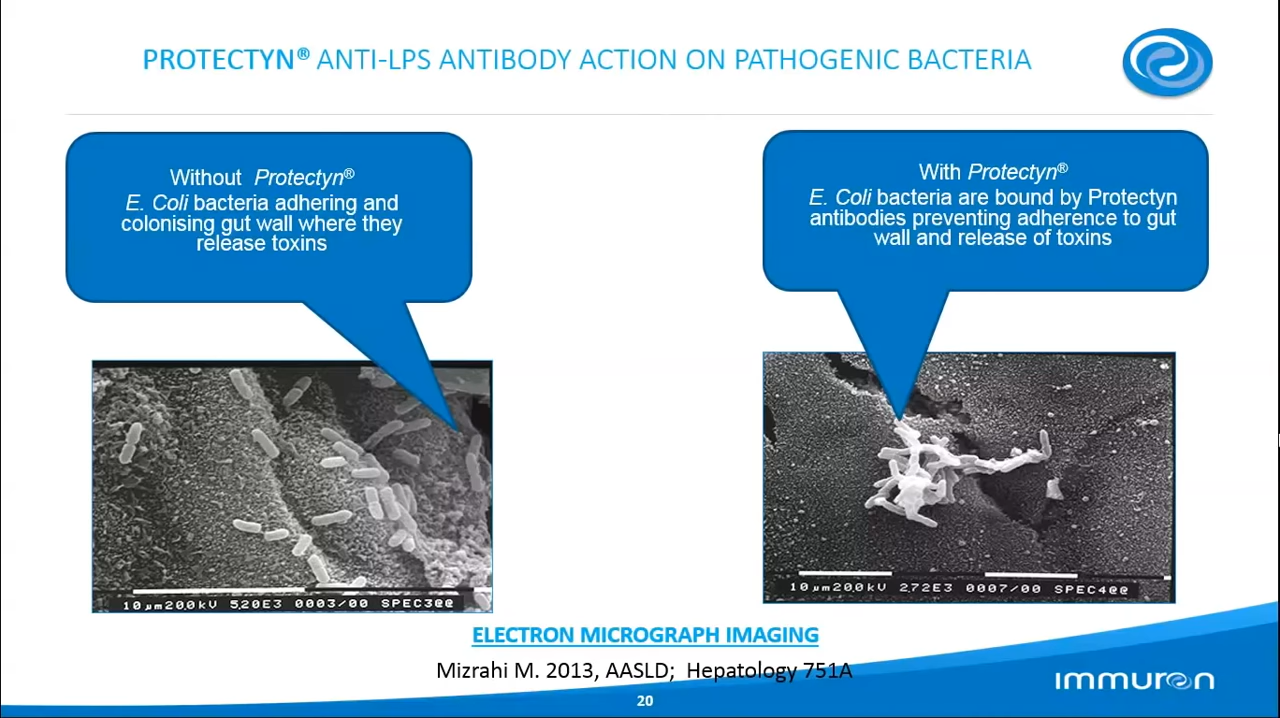 PROTECTYN® ANTI-LPS ANTIBODY ACTION ON PATHOGENIC BACTERIA
Without Protectyn®
E. Coli bacteria adhering and
colonising gut wall where they
release toxins
With Protectyn®
E. Coli bacteria are bound by Protectyn
antibodies preventing adherence to gut
wall and release of toxins
10µm20.0kV 5.20E3 0003/00 SPEC3@@
10µm20.0kV 2.72E3 0007/00 SPEC4@@
ELECTRON MICROGRAPH IMAGING
Mizrahi M. 2013, AASLD; Hepatology 751A
immuron
20